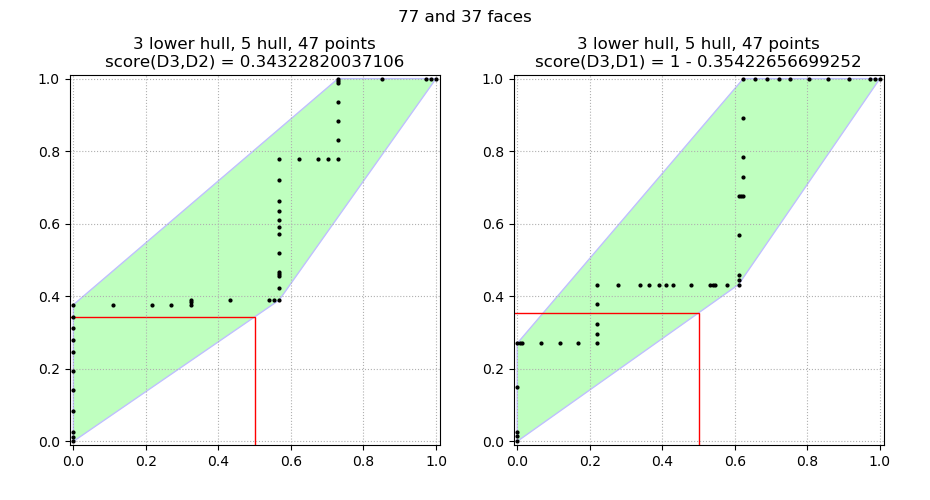 77 and 37 faces
3 lower hull, 5 hull, 47 points
score(D3,D2) = 0.34322820037106
1.0
0.8
0.6
0.4
0.2
0.0
0.0 0.2 0.4 0.6 0.8 1.0
3 lower hull, 5 hull, 47 points
score(D3,D1) = 1 - 0.35422656699252
1.0
0.8
0.6
0.4
0.2
0.0
0.0 0.2 0.4 0.6 0.8 1.0